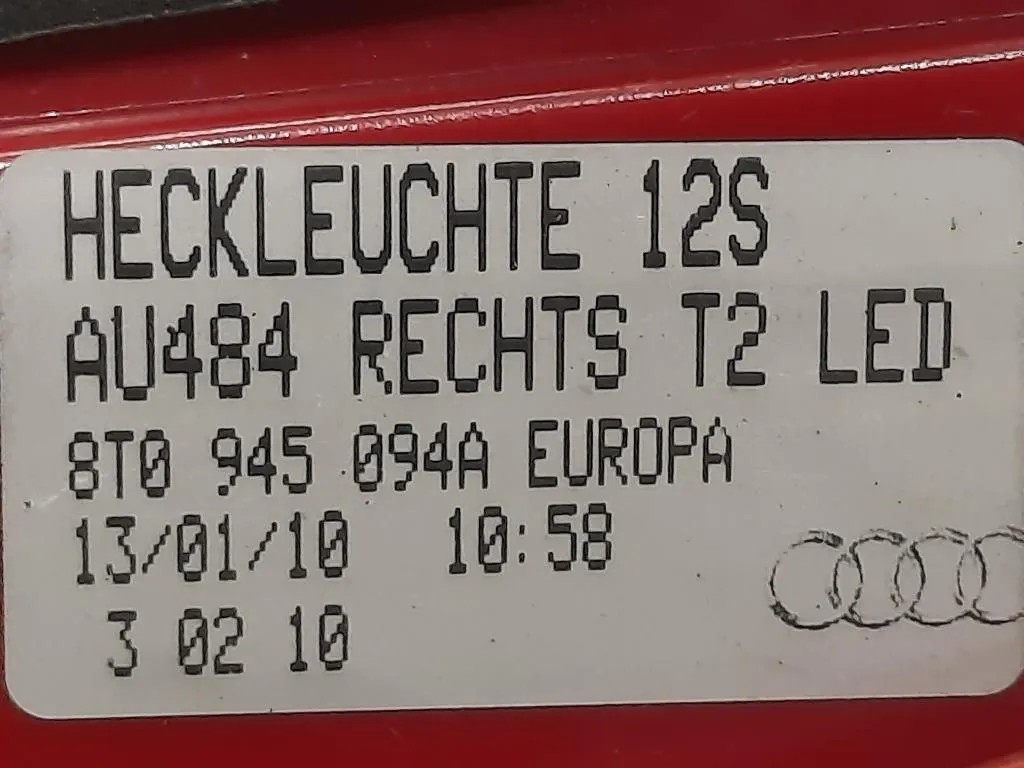 HECKLEUCHTE 12S
AU484 RECHTS T2 LED
8T0 945 094A EUROPA
13/01/10 10:58
3 02 10